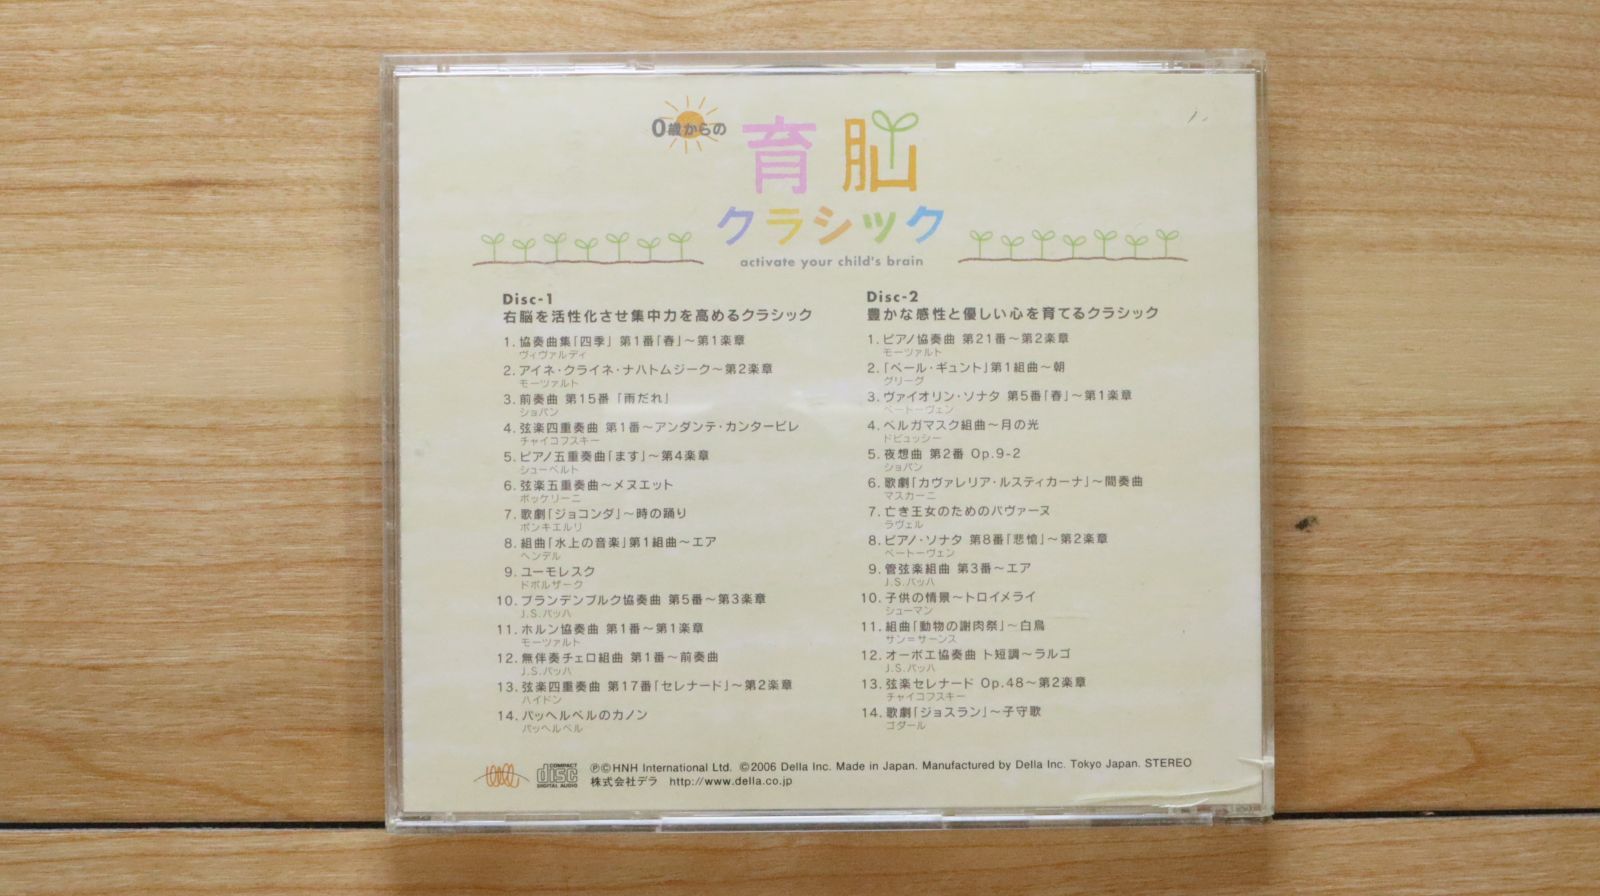 0歳からの
育脳
クラシック
activate your child's brain
Disc-1
右脳を活性化させ集中力を高めるクラシック
1. 協奏曲集「四季」 第1番「春」～第1楽章
ヴィヴァルディ
2. アイネ・クライネ・ナハトムジーク～第2楽章
モーツァルト
3. 前奏曲 第15番 「雨だれ」
ショパン
4. 弦楽四重奏曲 第1番～アンダンテ・カンタービレ
チャイコフスキー
5. ピアノ五重奏曲「ます」～第4楽章
シューベルト
6. 弦楽五重奏曲～メヌエット
ボッケリーニ
7. 歌劇「ジョコンダ」～時の踊り
ポンキエルリ
8. 組曲「水上の音楽」第1組曲～エア
ヘンデル
9. ユーモレスク
ドボルザーク
10. ブランデンブルク協奏曲 第5番～第3楽章
J.S.バッハ
11. ホルン協奏曲 第1番～第1楽章
モーツァルト
12. 無伴奏チェロ組曲 第1番～前奏曲
J.S.バッハ
13. 弦楽四重奏曲 第17番「セレナード」～第2楽章
ハイドン
14. パッヘルベルのカノン
パッヘルベル
Disc-2
豊かな感性と優しい心を育てるクラシック
1. ピアノ協奏曲 第21番～第2楽章
モーツァルト
2. 「ペール・ギュント」第1組曲～朝
グリーグ
3. ヴァイオリン・ソナタ 第5番「春」～第1楽章
ベートーヴェン
4. ベルガマスク組曲～月の光
ドビュッシー
5. 夜想曲 第2番 Op.9-2
ショパン
6. 歌劇「カヴァレリア・ルスティカーナ」～間奏曲
マスカーニ
7. 亡き王女のためのパヴァーヌ
ラヴェル
8. ピアノ・ソナタ 第8番「悲愴」～第2楽章
ベートーヴェン
9. 管弦楽組曲 第3番～エア
J.S.バッハ
10. 子供の情景～トロイメライ
シューマン
11. 組曲「動物の謝肉祭」～白鳥
サン=サーンス
12. オーボエ協奏曲 ト短調～ラルゴ
J.S.バッハ
13. 弦楽セレナード Op.48～第2楽章
チャイコフスキー
14. 歌劇「ジョスラン」～子守歌
ゴダール
COMPACT
disc
DIGITAL AUDIO
℗©HNH International Ltd. ©2006 Della Inc. Made in Japan. Manufactured by Della Inc. Tokyo Japan. STEREO
株式会社デラ http://www.della.co.jp